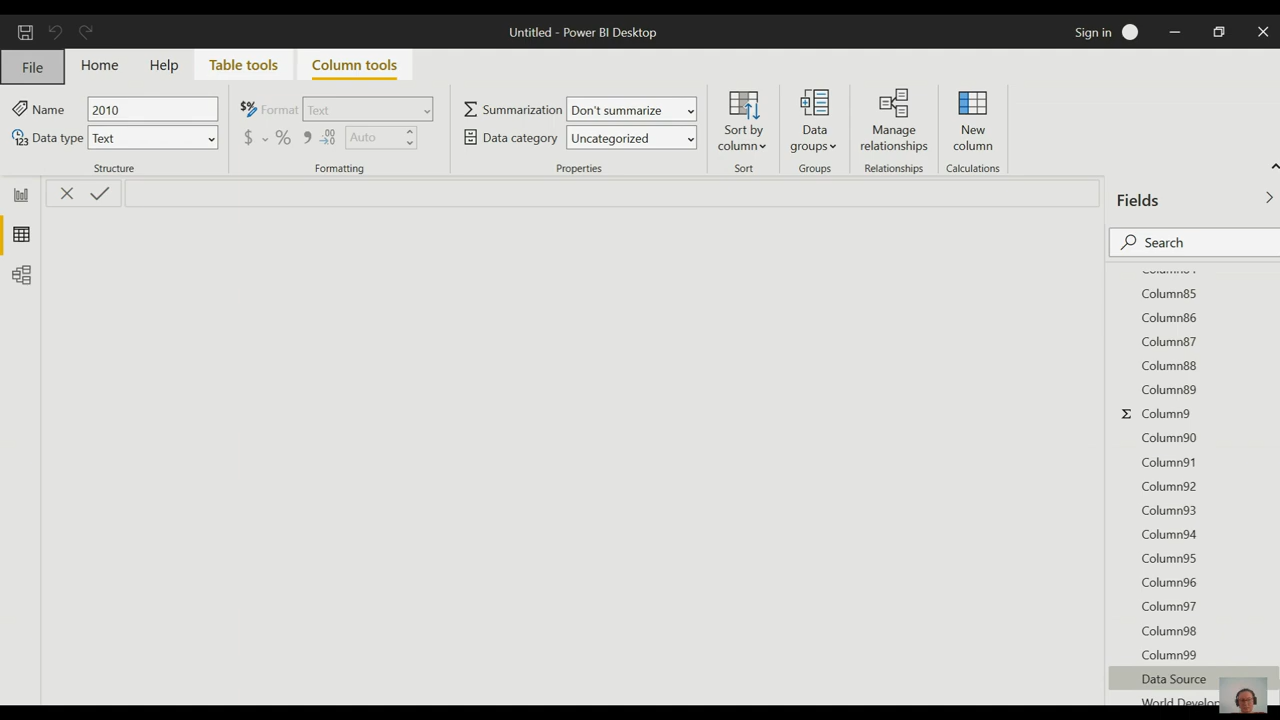 Untitled - Power BI Desktop
Sign in
File
Home
Help
Table tools
Column tools
Name
2010
Format
Text
Summarization
Don't summarize
Data type
Text
$
%
Auto
Data category
Uncategorized
Sort by
column
Data
groups
Manage
relationships
New
column
Structure
Formatting
Properties
Sort
Groups
Relationships
Calculations
Fields
Search
Column85
Column86
Column87
Column88
Column89
Σ Column9
Column90
Column91
Column92
Column93
Column94
Column95
Column96
Column97
Column98
Column99
Data Source
World